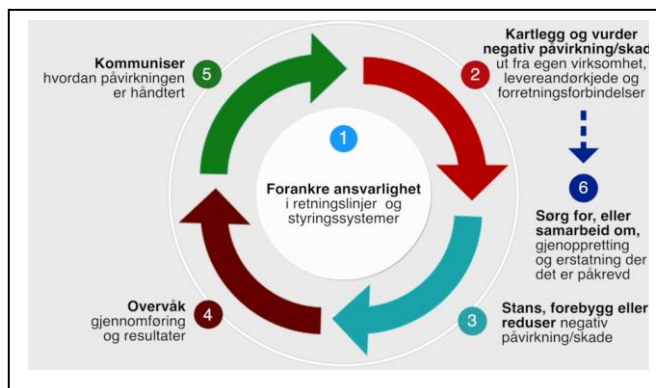 1
Forankre ansvarlighet
i retningslinjer og
styringssystemer
2
Kartlegg og vurder
negativ påvirkning/skade
ut fra egen virksomhet,
levereandørkjede og
forretningsforbindelser
3
Stans, forebygg eller
reduser negativ
påvirkning/skade
4
Overvåk
gjennomføring
og resultater
5
Kommuniser
hvordan påvirkningen
er håndtert
6
Sørg for, eller
samarbeid om,
gjenoppretting
og erstatning der
det er påkrevd